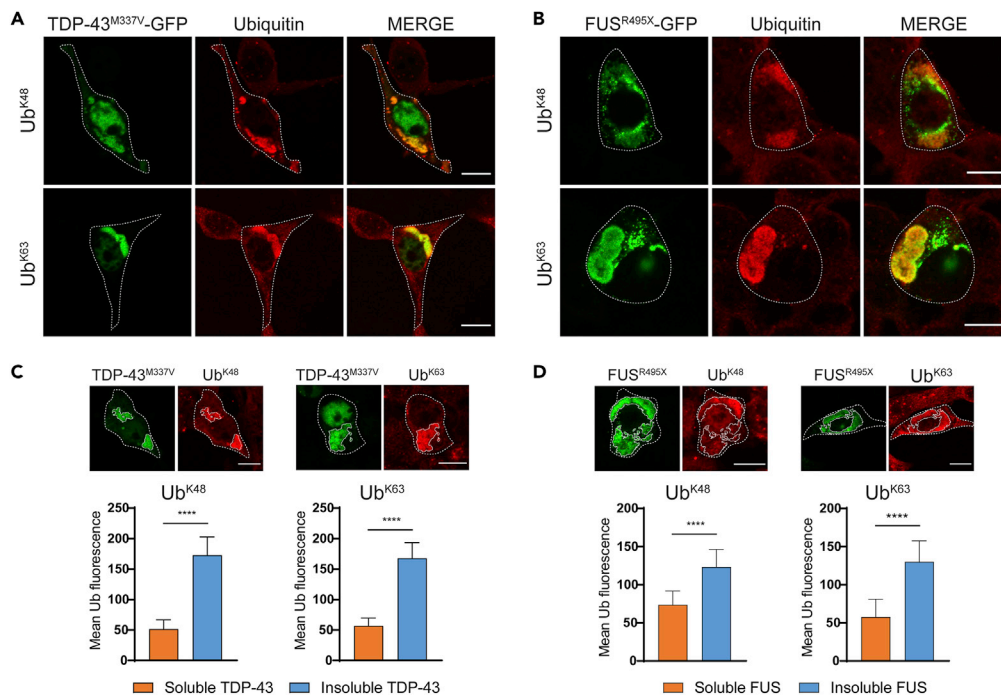 A
TDP-43ᴹ³³⁷ⱽ-GFP Ubiquitin MERGE
Ubᴷ⁴⁸
Ubᴷ⁶³
B
FUSᴿ⁴⁹⁵ˣ-GFP Ubiquitin MERGE
Ubᴷ⁴⁸
Ubᴷ⁶³
C
TDP-43ᴹ³³⁷ⱽ Ubᴷ⁴⁸ TDP-43ᴹ³³⁷ⱽ Ubᴷ⁶³
Ubᴷ⁴⁸
Mean Ub fluorescence
250
200
150
100
50
0
****
Ubᴷ⁶³
Mean Ub fluorescence
250
200
150
100
50
0
****
Soluble TDP-43 Insoluble TDP-43
D
FUSᴿ⁴⁹⁵ˣ Ubᴷ⁴⁸ FUSᴿ⁴⁹⁵ˣ Ubᴷ⁶³
Ubᴷ⁴⁸
Mean Ub fluorescence
200
150
100
50
0
****
Ubᴷ⁶³
Mean Ub fluorescence
200
150
100
50
0
****
Soluble FUS Insoluble FUS